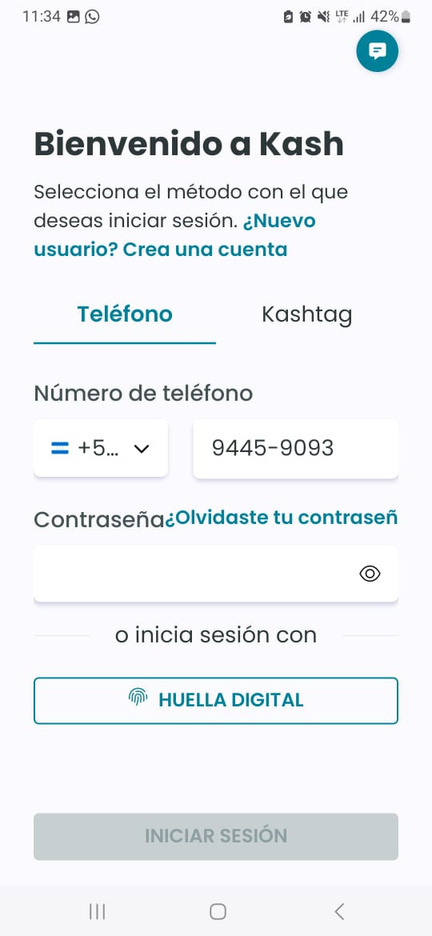 11:34
LTE
42%
Bienvenido a Kash
Selecciona el método con el que
deseas iniciar sesión. ¿Nuevo
usuario? Crea una cuenta
Teléfono Kashtag
Número de teléfono
+5... 9445-9093
Contraseña ¿Olvidaste tu contraseñ
o inicia sesión con
HUELLA DIGITAL
INICIAR SESIÓN